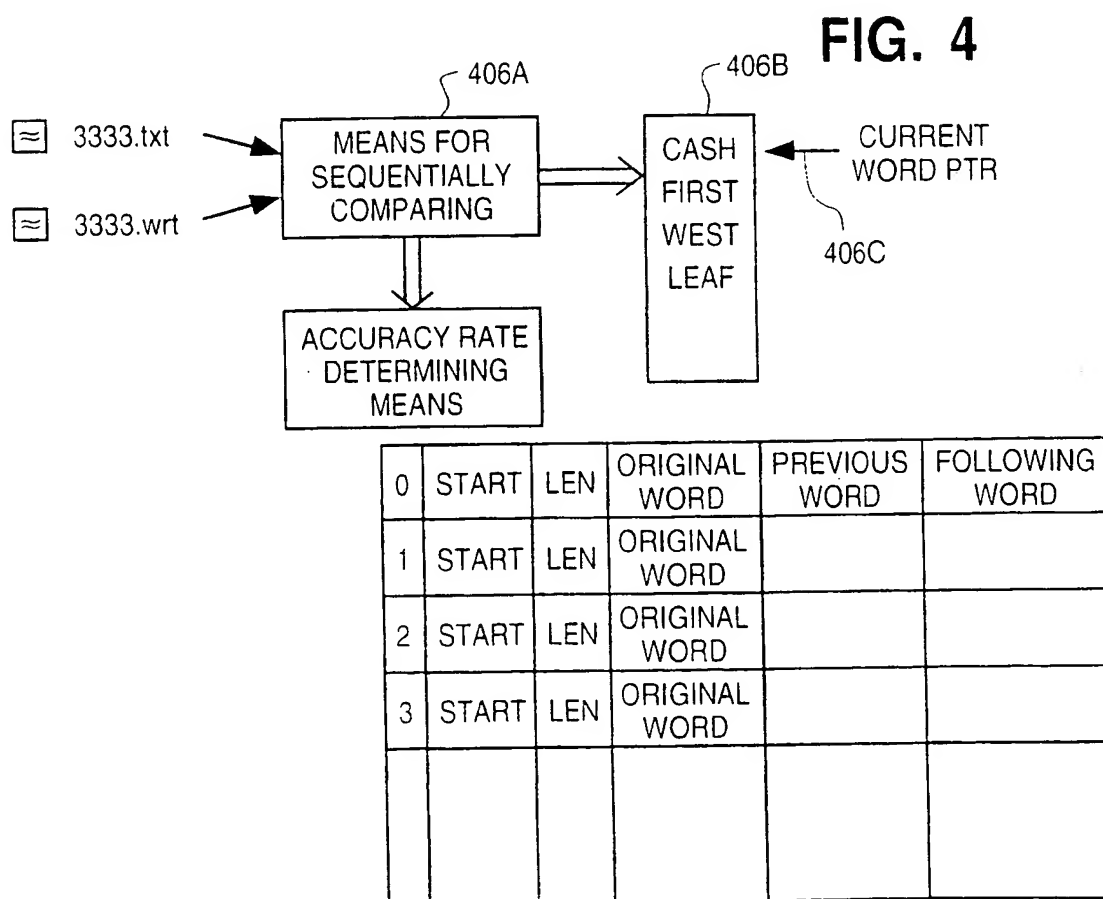 FIG. 4
406A
406B
3333.txt
3333.wrt
MEANS FOR
SEQUENTIALLY
COMPARING
CASH
FIRST
WEST
LEAF
CURRENT
WORD PTR
406C
ACCURACY RATE
DETERMINING
MEANS
0 START LEN ORIGINAL WORD PREVIOUS WORD FOLLOWING WORD
1 START LEN ORIGINAL WORD
2 START LEN ORIGINAL WORD
3 START LEN ORIGINAL WORD